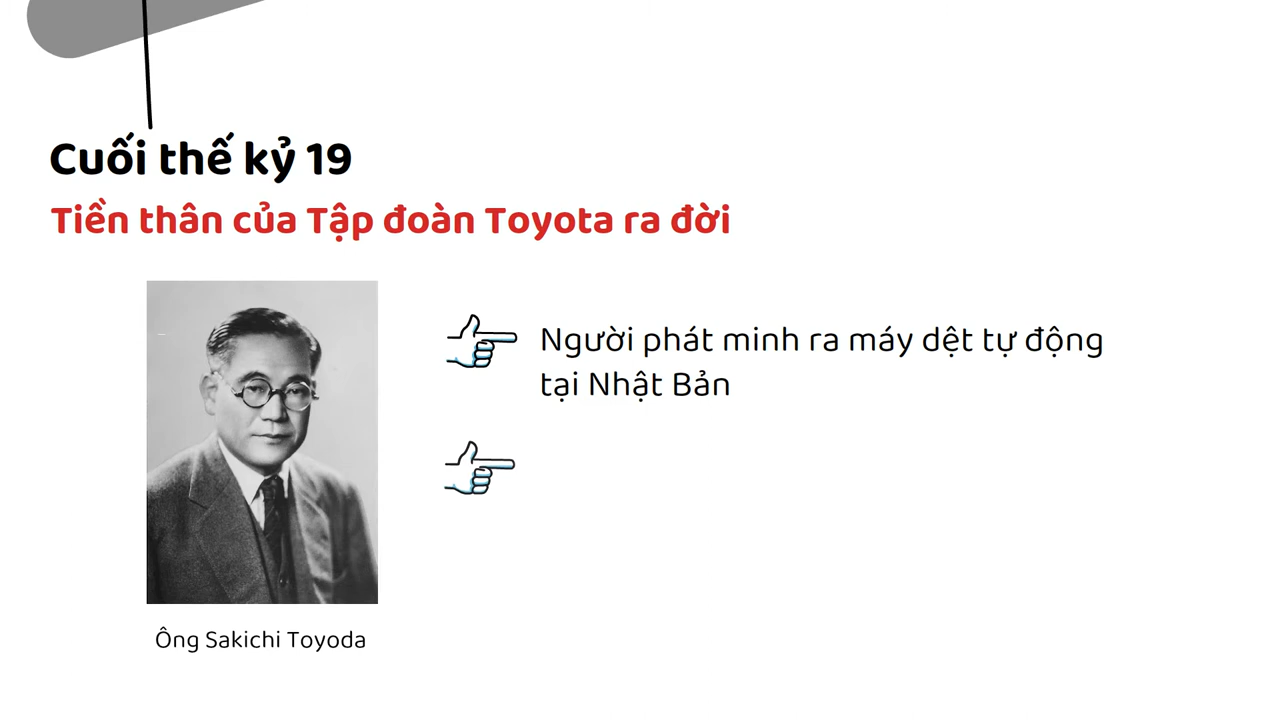 Cuối thế kỷ 19
Tiền thân của Tập đoàn Toyota ra đời
Người phát minh ra máy dệt tự động
tại Nhật Bản
Ông Sakichi Toyoda